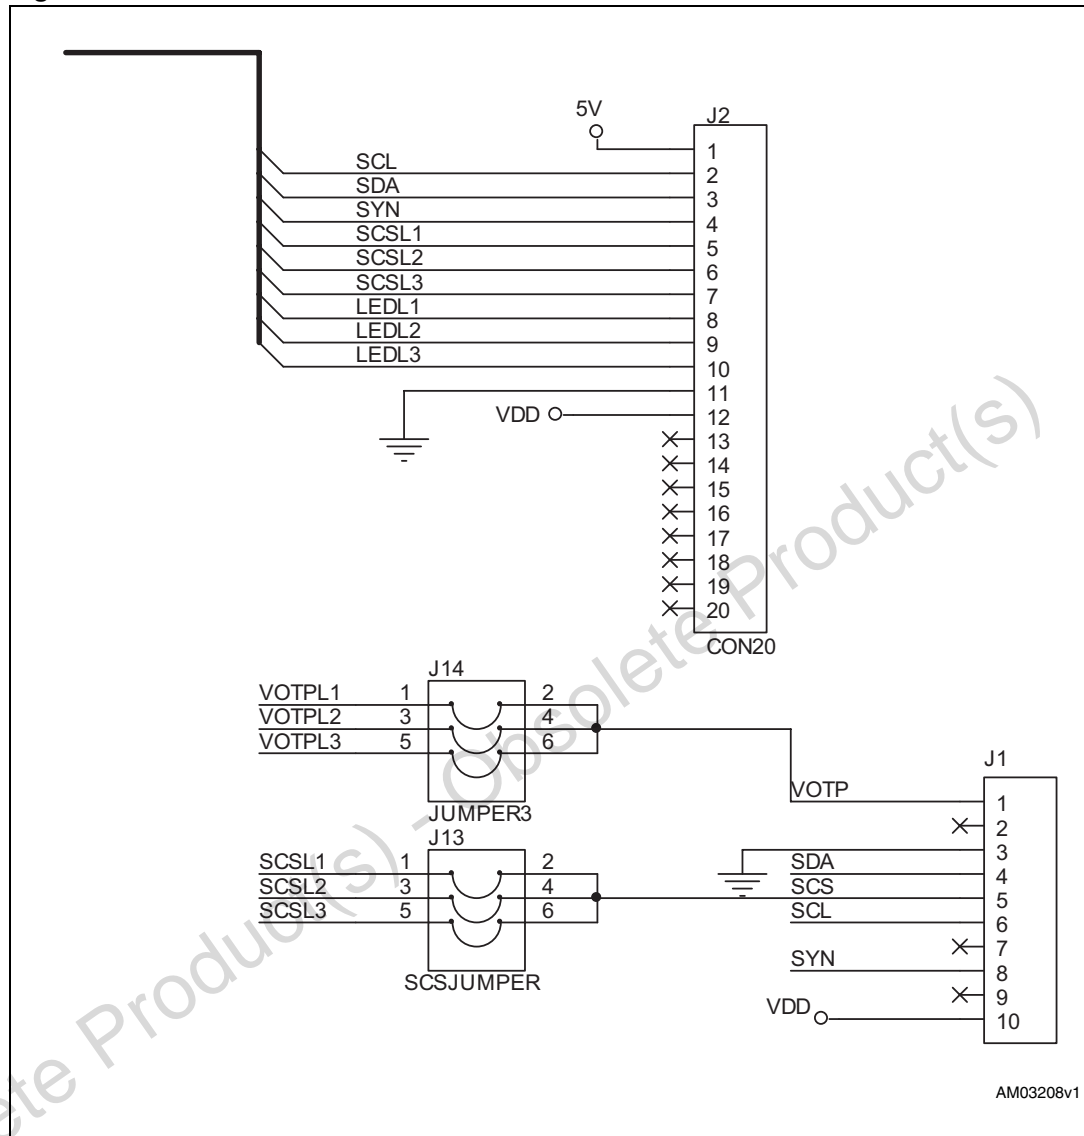 5V
J2
1
SCL
2
SDA
3
SYN
4
SCSL1
5
SCSL2
6
SCSL3
7
LEDL1
8
LEDL2
9
LEDL3
10
11
VDD
12
13
14
15
16
17
18
19
20
CON20
J14
VOTPL1 1 2
VOTPL2 3 4
VOTPL3 5 6
JUMPER3
J13
SCSL1 1 2
SCSL2 3 4
SCSL3 5 6
SCSJUMPER
J1
VOTP
1
2
3
SDA
4
SCS
5
SCL
6
7
SYN
8
9
VDD
10
AM03208v1
ete Product(s) - Obsolete Product(s)